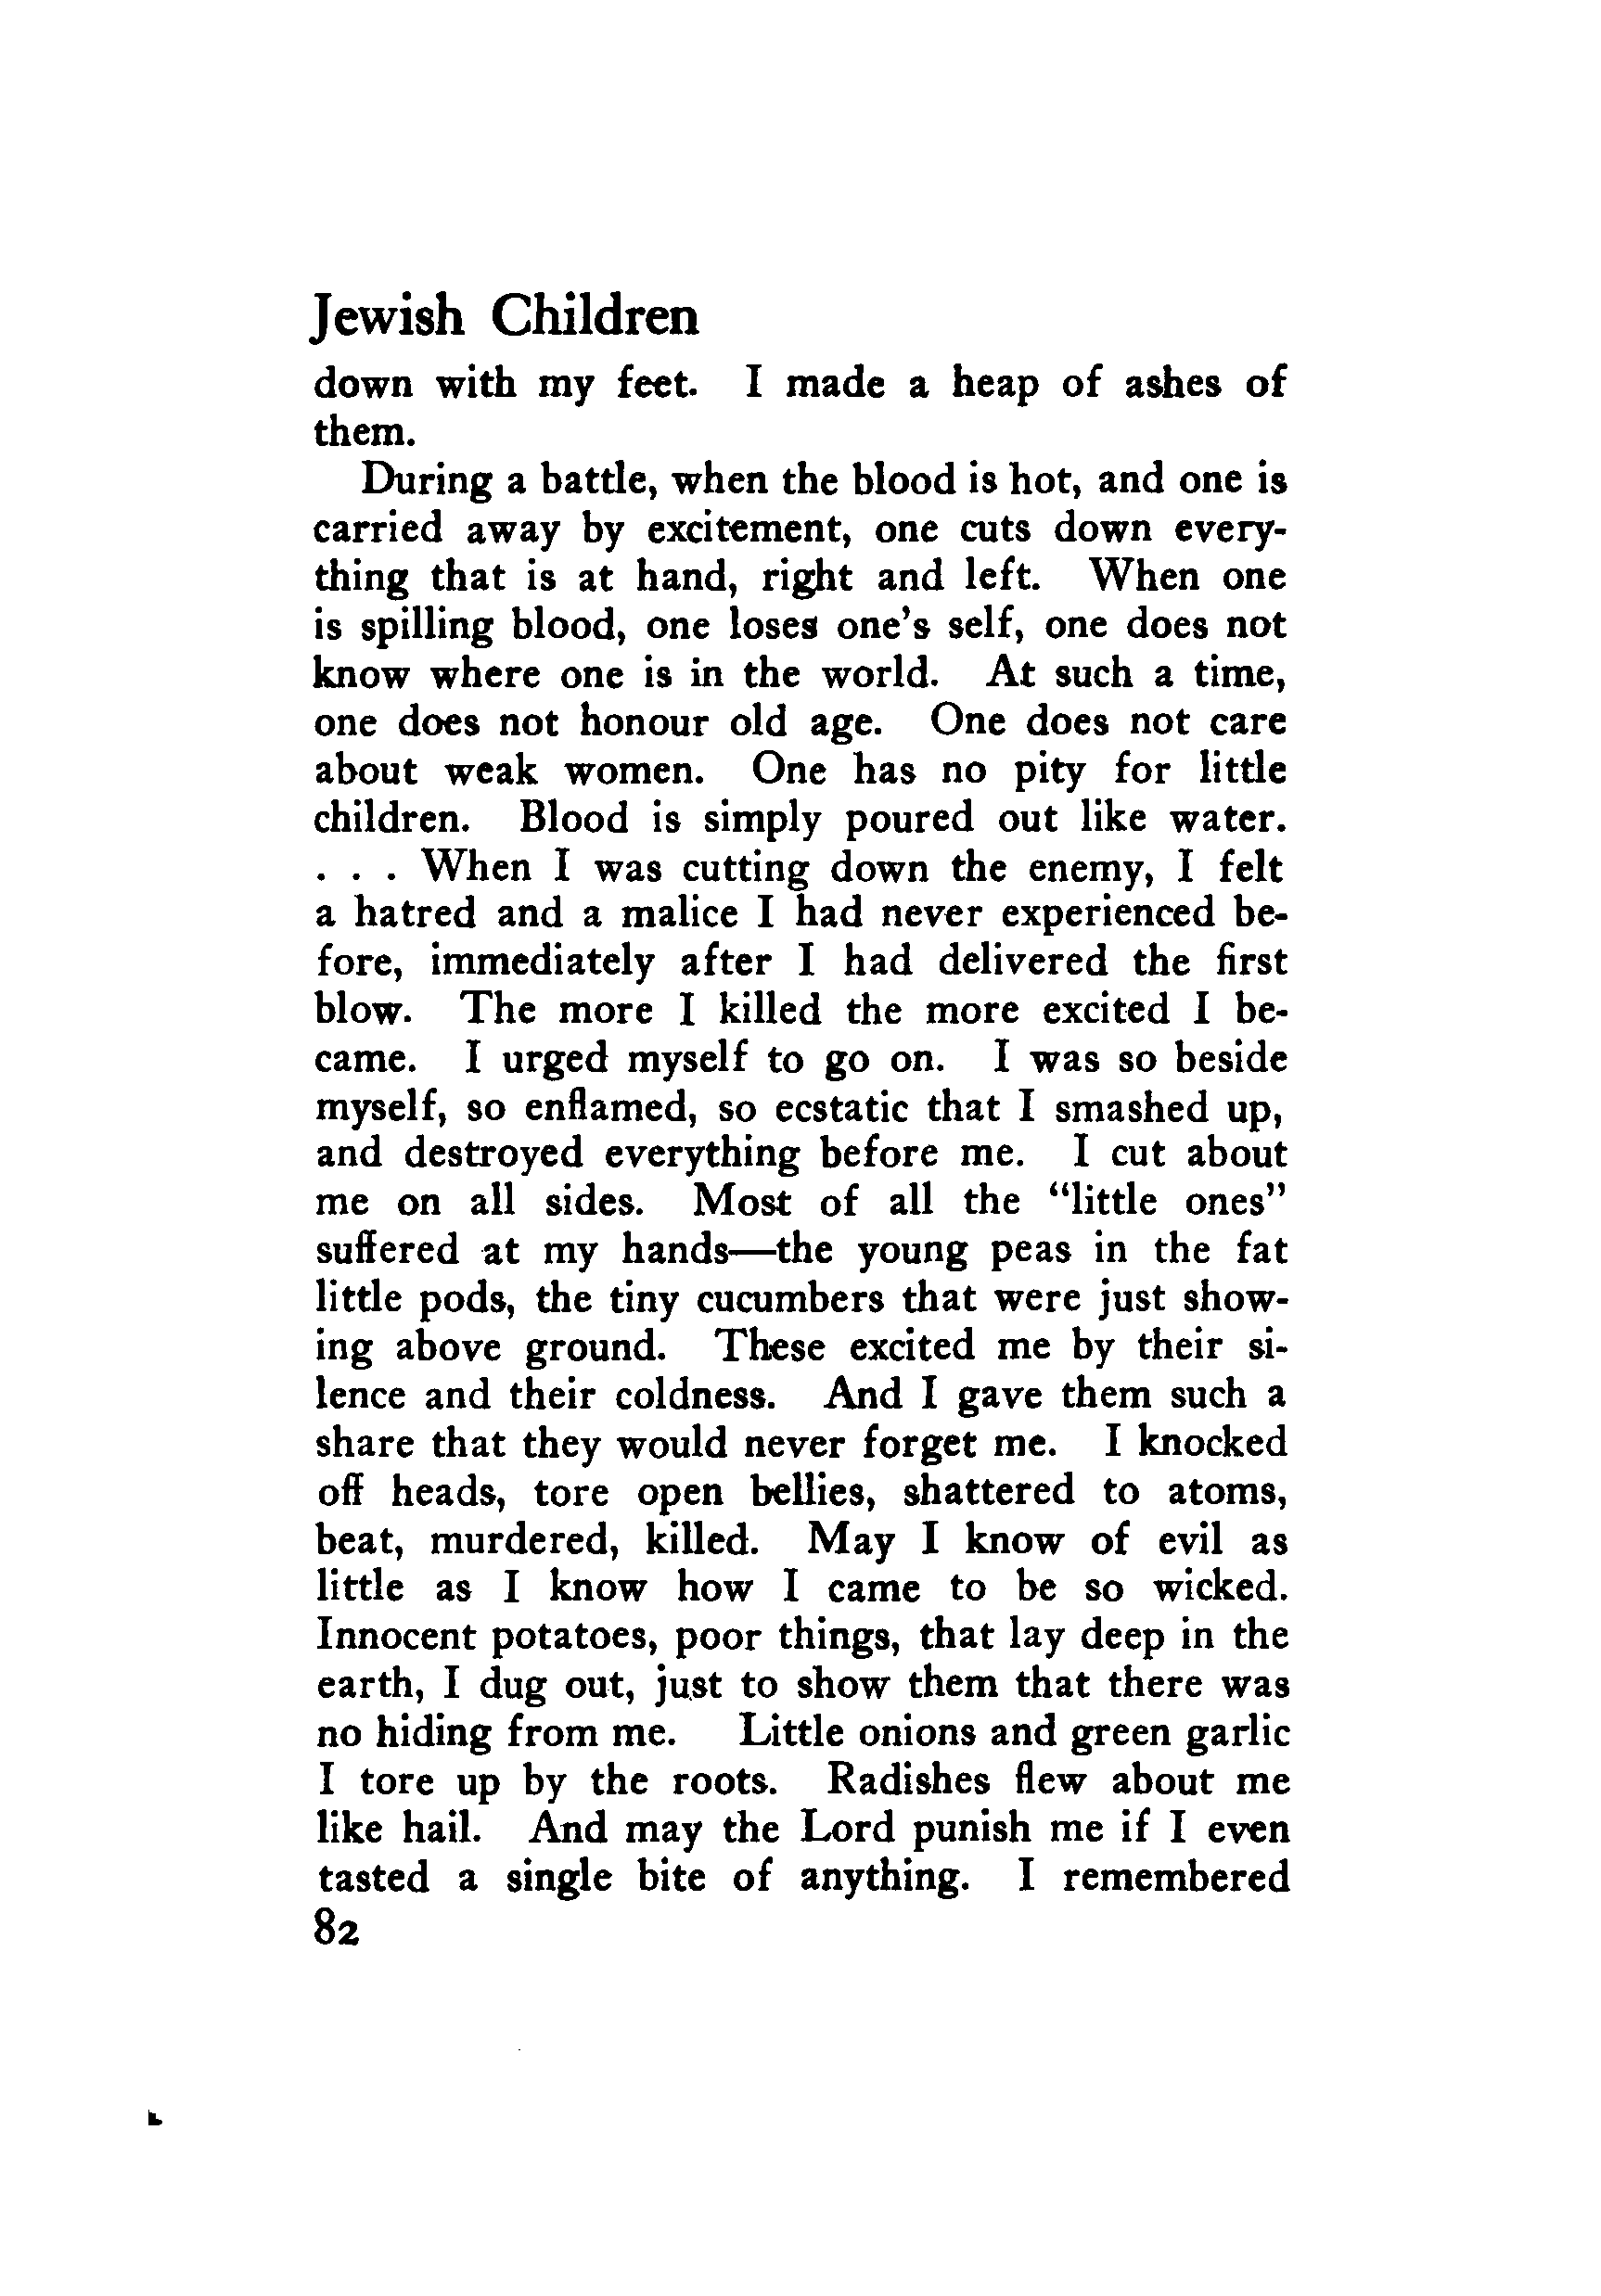 Jewish Children
down with my feet. I made a heap of ashes of
them.
During a battle, when the blood is hot, and one is
carried away by excitement, one cuts down every-
thing that is at hand, right and left. When one
is spilling blood, one loses one's self, one does not
know where one is in the world. At such a time,
one does not honour old age. One does not care
about weak women. One has no pity for little
children. Blood is simply poured out like water.
. . . When I was cutting down the enemy, I felt
a hatred and a malice I had never experienced be-
fore, immediately after I had delivered the first
blow. The more I killed the more excited I be-
came. I urged myself to go on. I was so beside
myself, so enflamed, so ecstatic that I smashed up,
and destroyed everything before me. I cut about
me on all sides. Most of all the “little ones”
suffered at my hands—the young peas in the fat
little pods, the tiny cucumbers that were just show-
ing above ground. These excited me by their si-
lence and their coldness. And I gave them such a
share that they would never forget me. I knocked
off heads, tore open bellies, shattered to atoms,
beat, murdered, killed. May I know of evil as
little as I know how I came to be so wicked.
Innocent potatoes, poor things, that lay deep in the
earth, I dug out, just to show them that there was
no hiding from me. Little onions and green garlic
I tore up by the roots. Radishes flew about me
like hail. And may the Lord punish me if I even
tasted a single bite of anything. I remembered
82